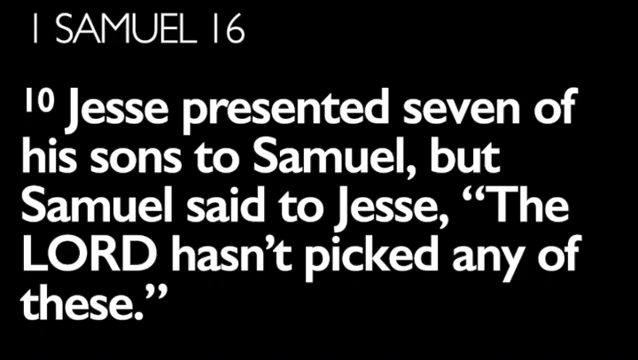 1 SAMUEL 16
10 Jesse presented seven of
his sons to Samuel, but
Samuel said to Jesse, “The
LORD hasn’t picked any of
these.”